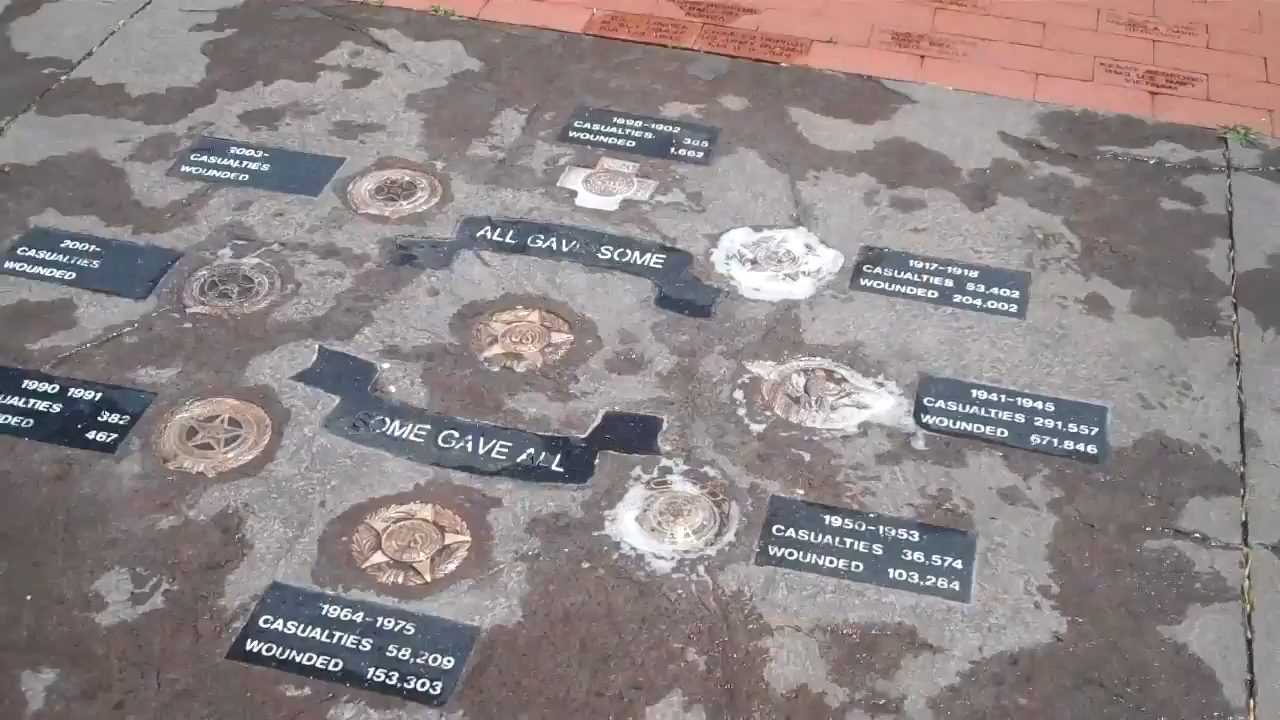 1898-1902
CASUALTIES 385
WOUNDED 1,662
2003-
CASUALTIES
WOUNDED
ALL GAVE SOME
2001-
CASUALTIES
WOUNDED
1917-1918
CASUALTIES 53,402
WOUNDED 204,002
1990 1991
UALTIES 382
DED 467
SOME GAVE ALL
1941-1945
CASUALTIES 291,557
WOUNDED 671,846
1950-1953
CASUALTIES 36,574
WOUNDED 103,284
1964-1975
CASUALTIES 58,209
WOUNDED 153,303